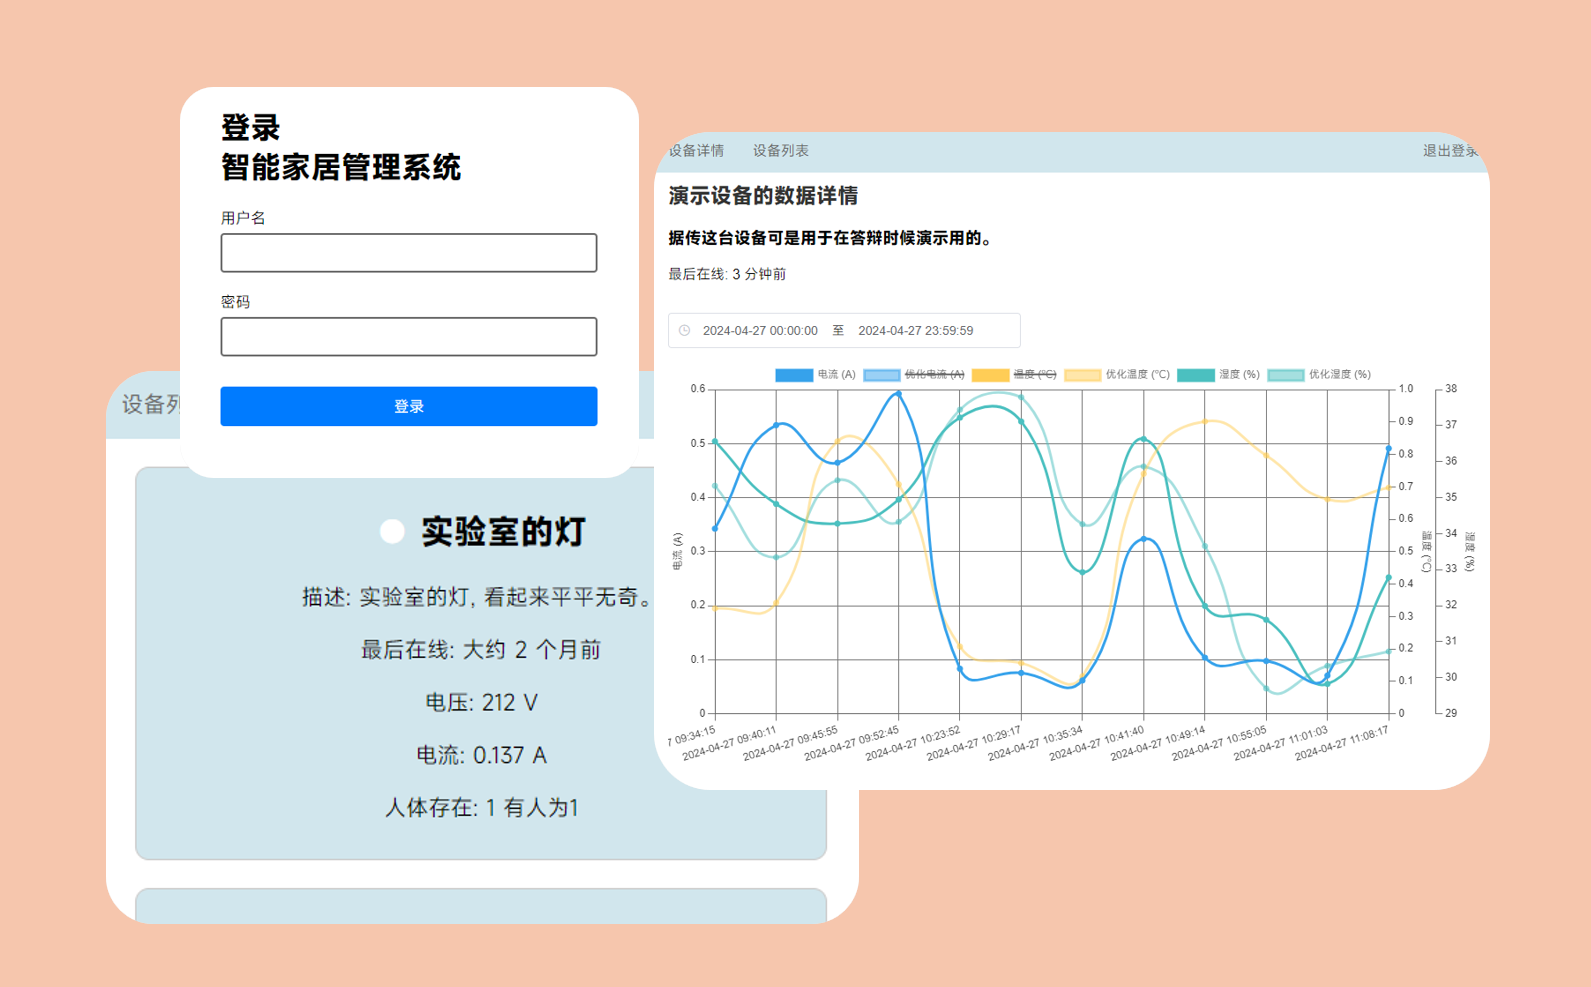 登录
智能家居管理系统
用户名
密码
登录
设备列
实验室的灯
描述: 实验室的灯, 看起来平平无奇。
最后在线: 大约 2 个月前
电压: 212 V
电流: 0.137 A
人体存在: 1 有人为1
设备详情 设备列表 退出登录
演示设备的数据详情
据传这台设备可是用于在答辩时候演示用的。
最后在线: 3 分钟前
2024-04-27 00:00:00 至 2024-04-27 23:59:59
电流 (A) 优化电流 (A) 温度 (°C) 优化温度 (°C) 湿度 (%) 优化湿度 (%)
0.6
0.5
0.4
0.3
0.2
0.1
0
电流 (A)
1.0
0.9
0.8
0.7
0.6
0.5
0.4
0.3
0.2
0.1
0
温度 (°C)
38
37
36
35
34
33
32
31
30
29
湿度 (%)
7 09:34:15
2024-04-27 09:40:11
2024-04-27 09:45:55
2024-04-27 09:52:45
2024-04-27 10:23:52
2024-04-27 10:29:17
2024-04-27 10:35:34
2024-04-27 10:41:40
2024-04-27 10:49:14
2024-04-27 10:55:05
2024-04-27 11:01:03
2024-04-27 11:08:17